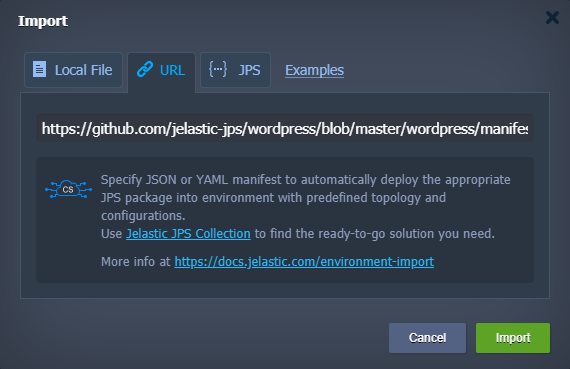 Import
Local File URL {···} JPS Examples
https://github.com/jelastic-jps/wordpress/blob/master/wordpress/manifes
CS
Specify JSON or YAML manifest to automatically deploy the appropriate
JPS package into environment with predefined topology and
configurations.
Use Jelastic JPS Collection to find the ready-to-go solution you need.
More info at https://docs.jelastic.com/environment-import
Cancel Import